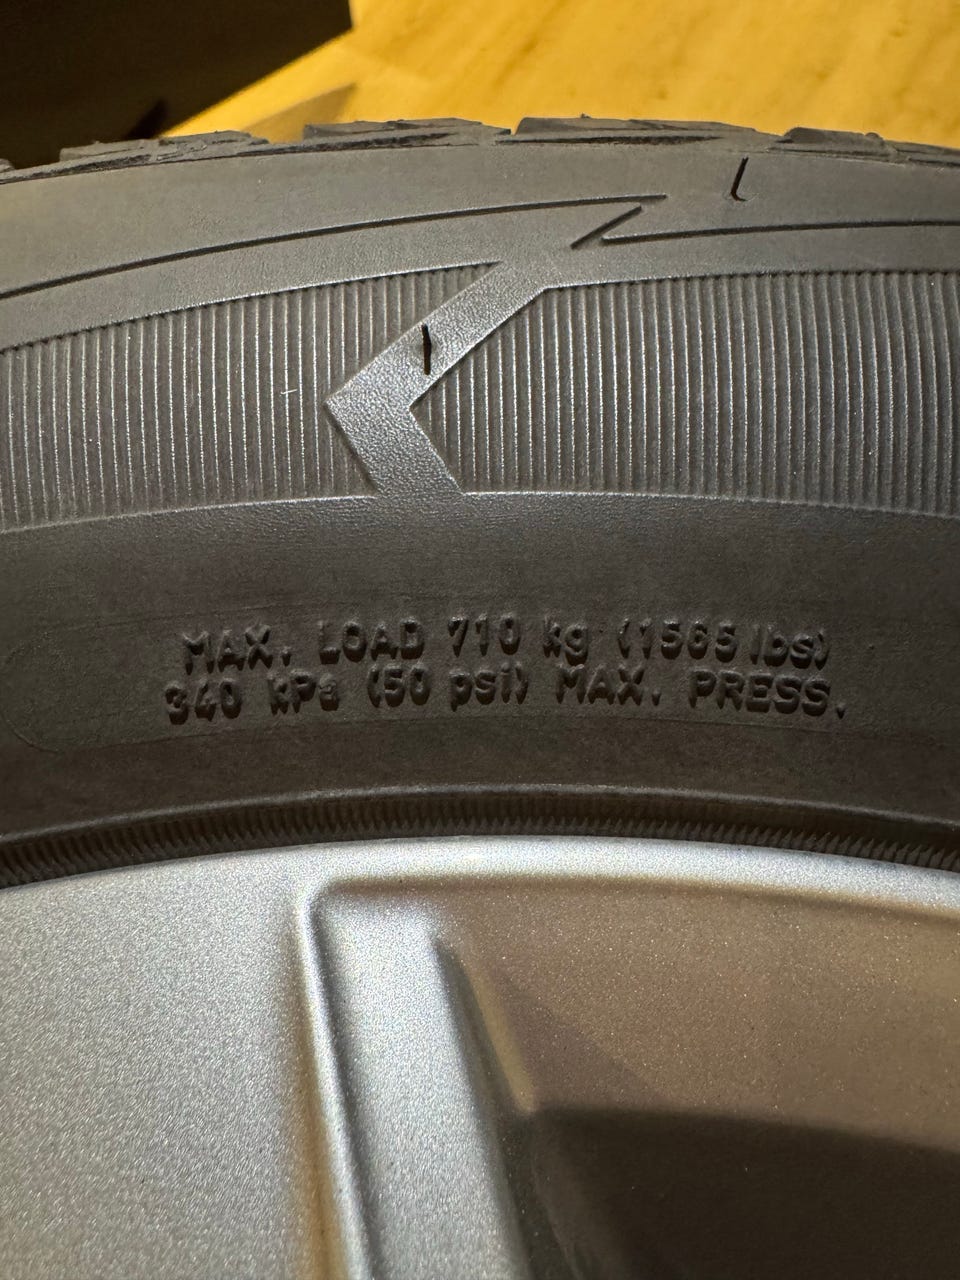 MAX. LOAD 710 kg (1565 lbs)
340 kPa (50 psi) MAX. PRESS.